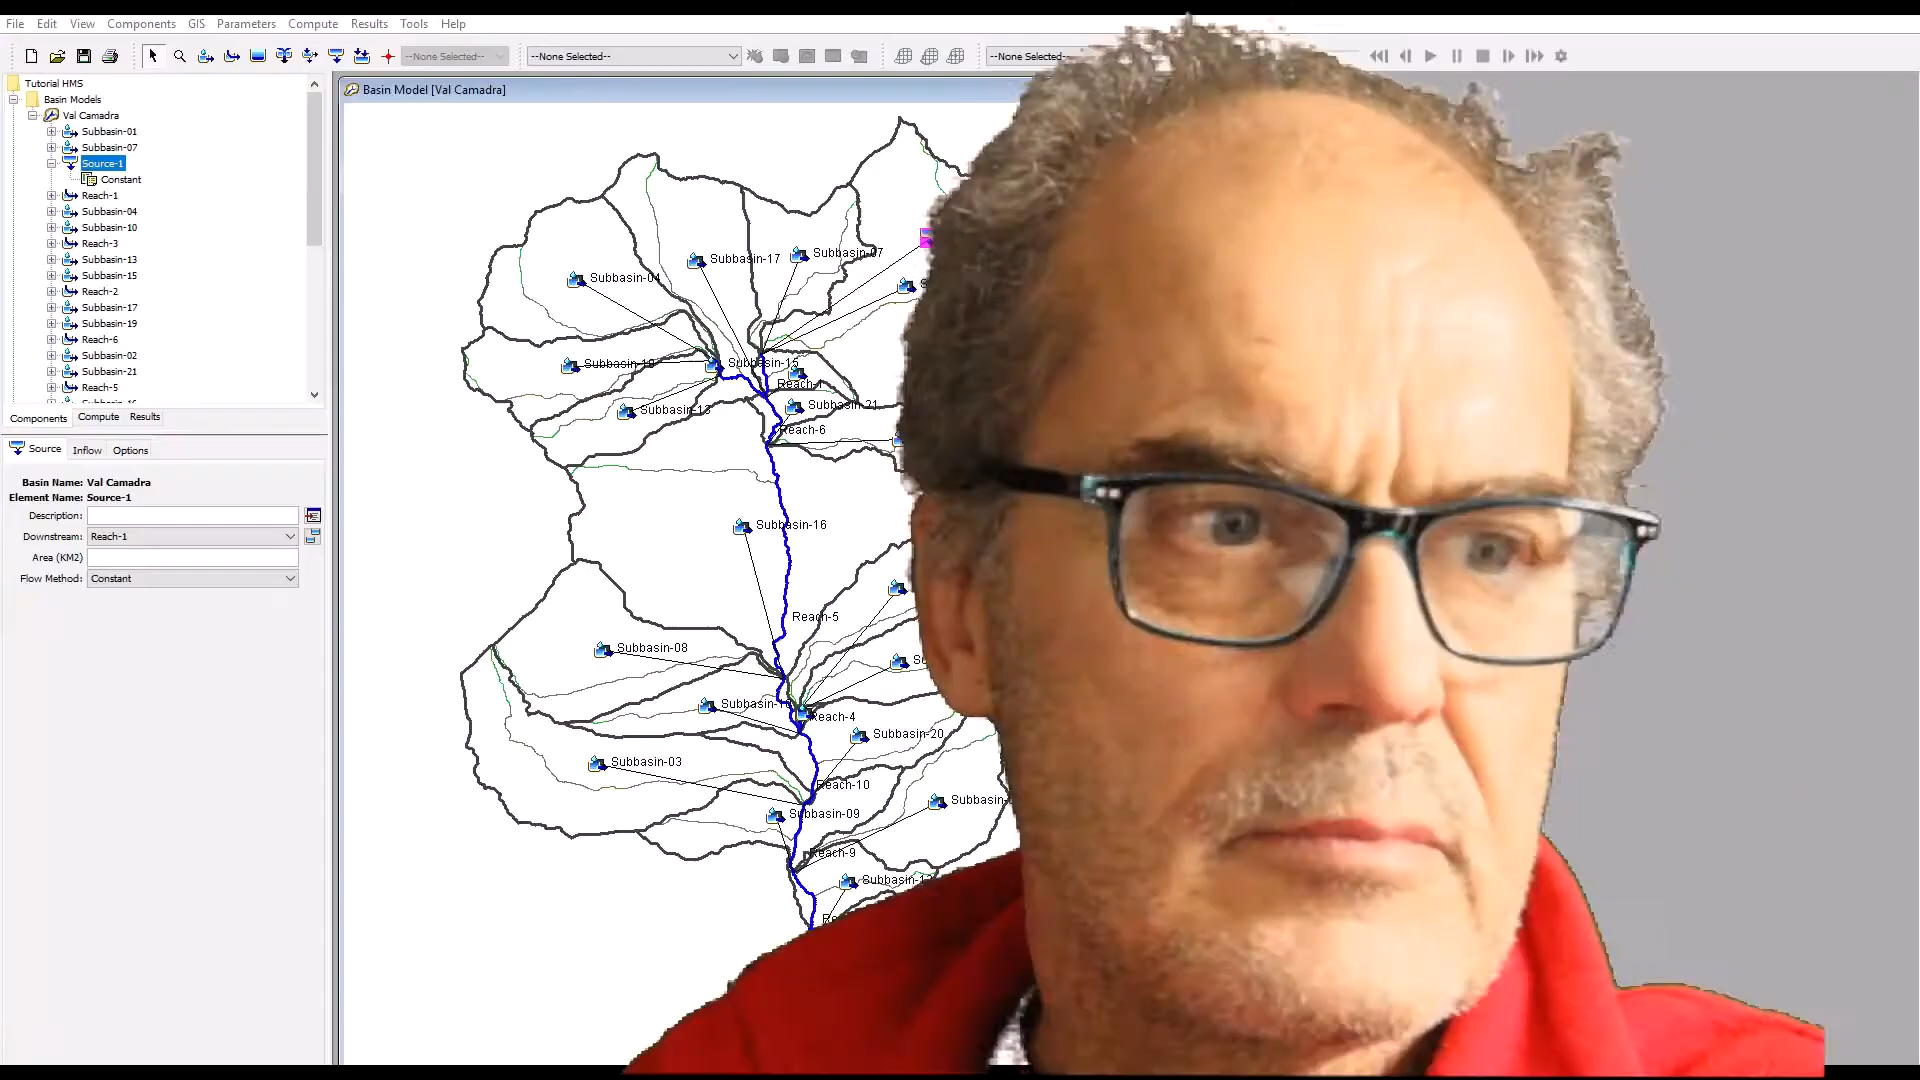 File Edit View Components GIS Parameters Compute Results Tools Help
--None Selected-- --None Selected-- --None Selected--
Tutorial HMS
Basin Models
Val Camadra
Subbasin-01
Subbasin-07
Source-1
Constant
Reach-1
Subbasin-04
Subbasin-10
Reach-3
Subbasin-13
Subbasin-15
Reach-2
Subbasin-17
Subbasin-19
Reach-6
Subbasin-02
Subbasin-21
Reach-5
Components Compute Results
Source Inflow Options
Basin Name: Val Camadra
Element Name: Source-1
Description:
Downstream: Reach-1
Area (KM2)
Flow Method: Constant
Basin Model [Val Camadra]
Subbasin-07
Subbasin-17
Subbasin-04
Subbasin-15
Subbasin-19
Reach-1
Subbasin-21
Subbasin-13
Reach-6
Subbasin-16
Reach-5
Subbasin-08
Reach-4
Subbasin-20
Subbasin-03
Reach-10
Subbasin-
Subbasin-09
Reach-9